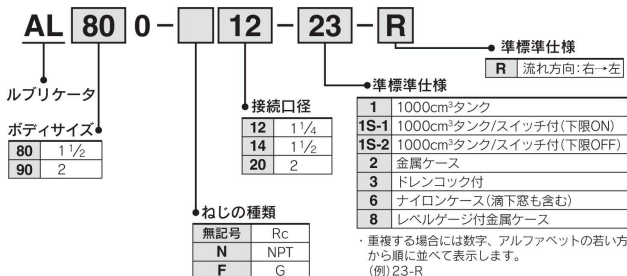 AL 80 0 - 12 - 23 - R
ルブリケータ
準標準仕様
R 流れ方向:右→左
ボディサイズ
80 1 1/2
90 2
接続口径
12 1 1/4
14 1 1/2
20 2
ねじの種類
無記号 Rc
N NPT
F G
準標準仕様
1 1000cm³タンク
1S-1 1000cm³タンク/スイッチ付(下限ON)
1S-2 1000cm³タンク/スイッチ付(下限OFF)
2 金属ケース
3 ドレンコック付
6 ナイロンケース(滴下窓も含む)
8 レベルゲージ付金属ケース
・重複する場合には数字、アルファベットの若い方
から順に並べて表示します。
(例)23-R